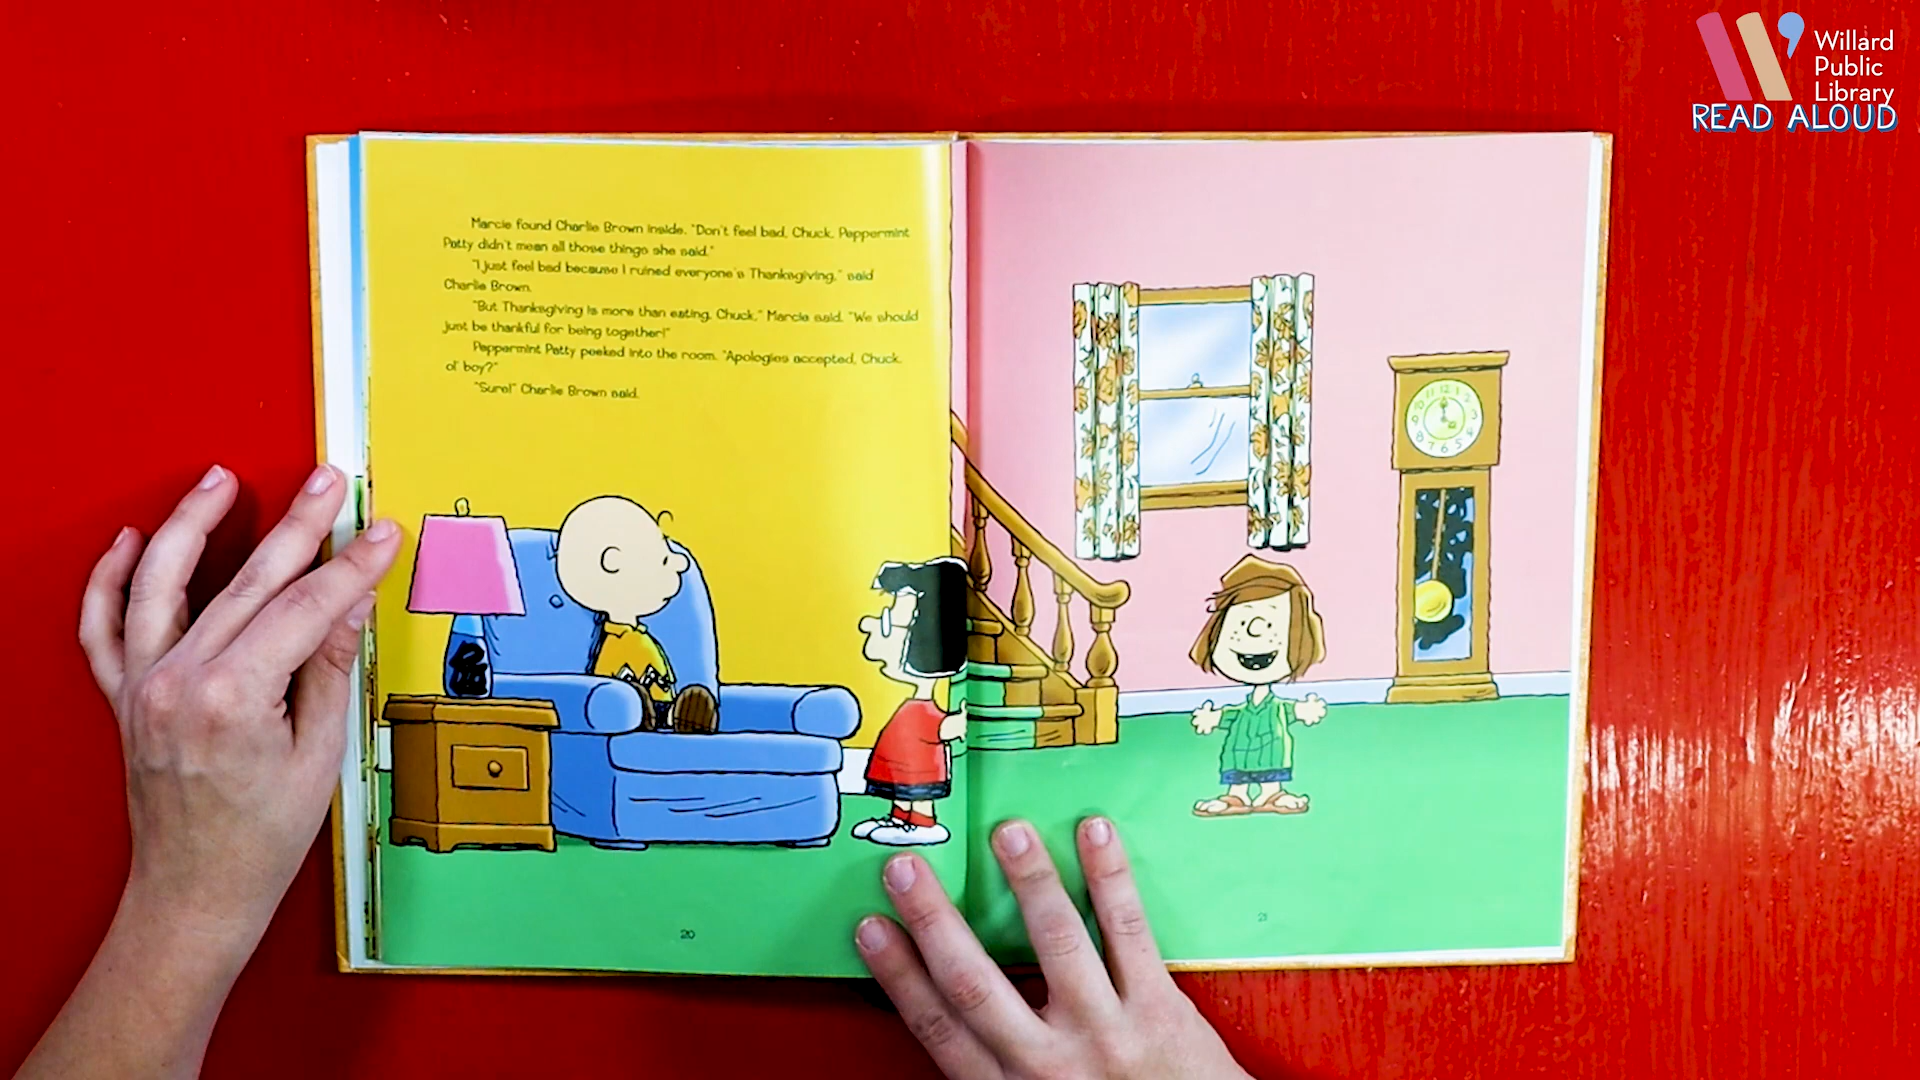 Willard
Public
Library
READ ALOUD
Marcie found Charlie Brown inside. "Don't feel bad, Chuck. Peppermint
Patty didn't mean all those things she said."
"I just feel bad because I ruined everyone's Thanksgiving," said
Charlie Brown.
"But Thanksgiving is more than eating, Chuck," Marcie said. "We should
just be thankful for being together!"
Peppermint Patty peeked into the room. "Apologies accepted, Chuck,
ol' boy?"
"Sure!" Charlie Brown said.
20
21